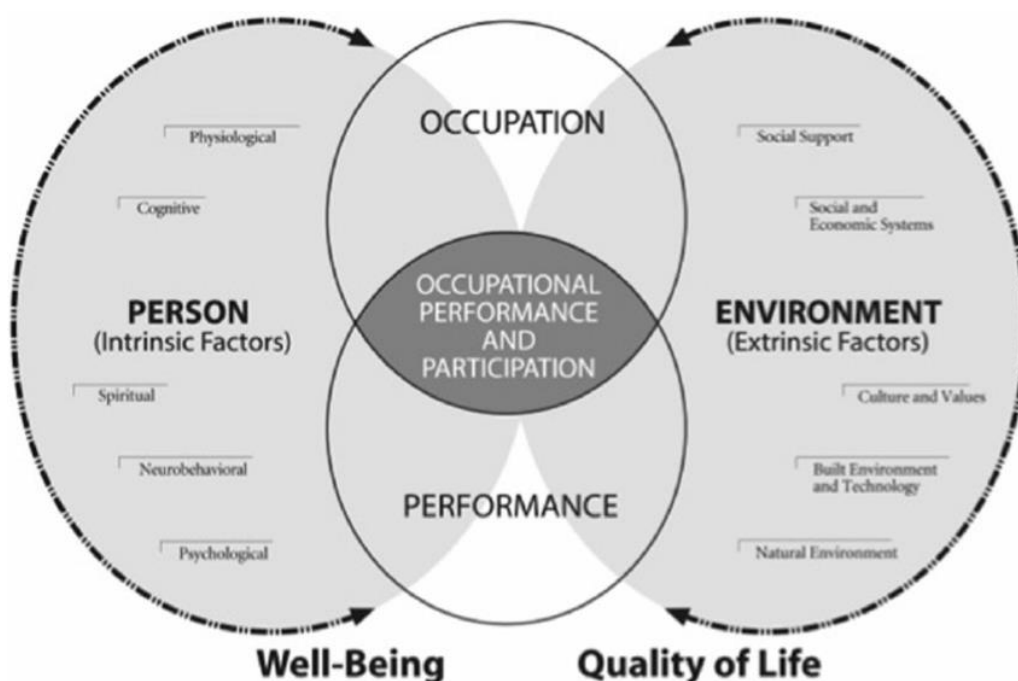 OCCUPATION
Physiological
Cognitive
PERSON
(Intrinsic Factors)
Spiritual
Neurobehavioral
Psychological
OCCUPATIONAL
PERFORMANCE
AND
PARTICIPATION
PERFORMANCE
Social Support
Social and
Economic Systems
ENVIRONMENT
(Extrinsic Factors)
Culture and Values
Built Environment
and Technology
Natural Environment
Well-Being
Quality of Life